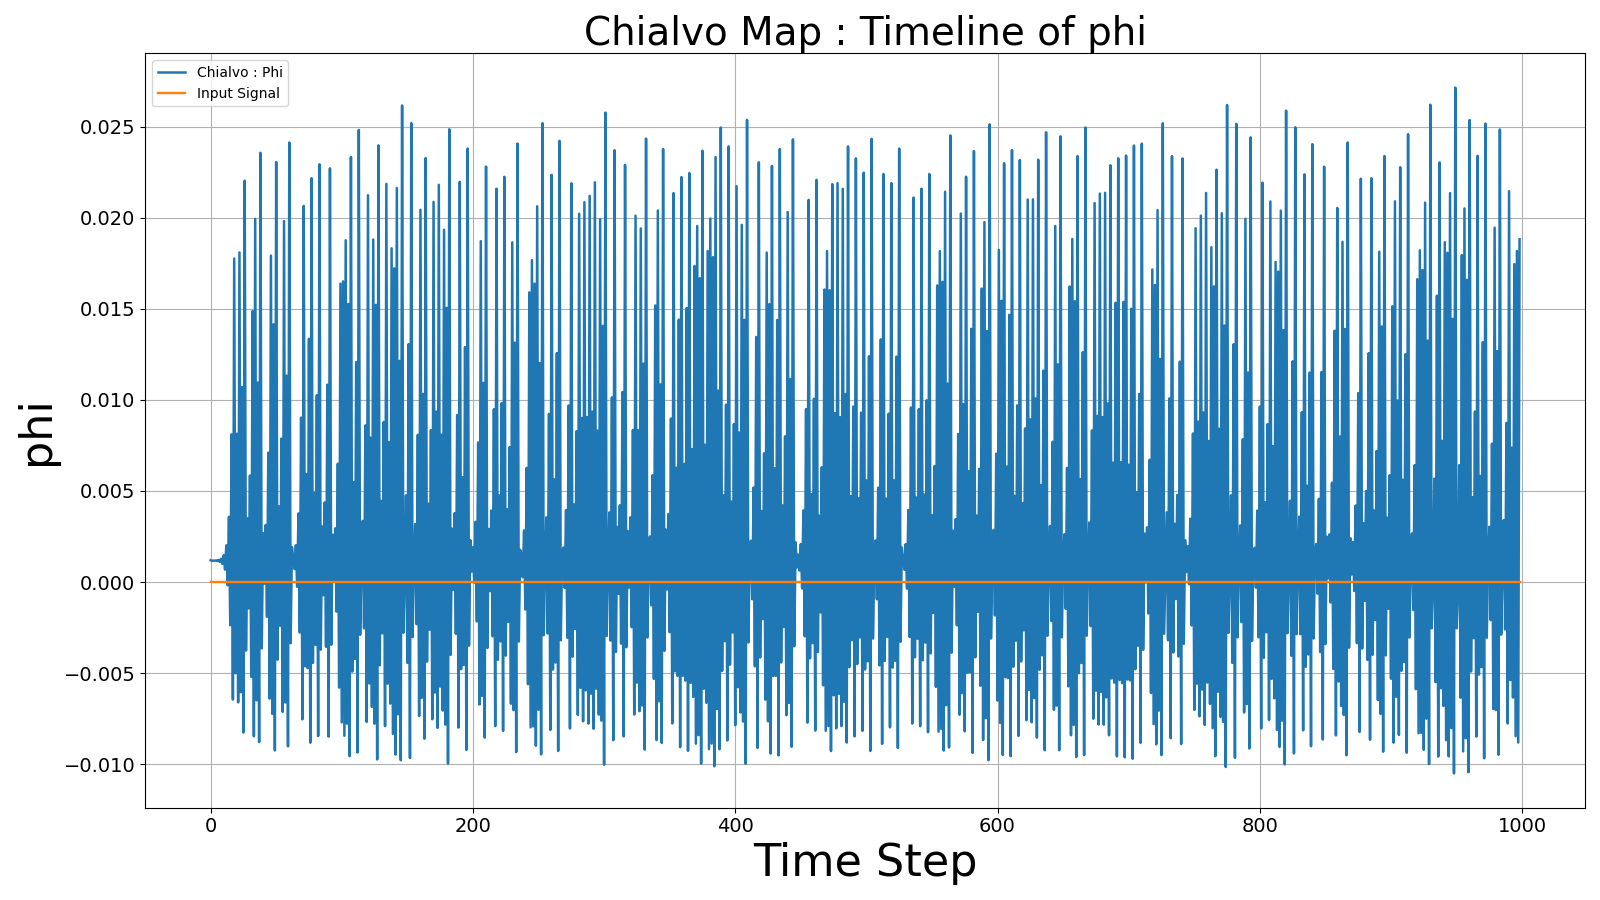 Chialvo Map : Timeline of phi
Chialvo : Phi
Input Signal
0.025
0.020
0.015
0.010
0.005
0.000
−0.005
−0.010
phi
0 200 400 600 800 1000
Time Step